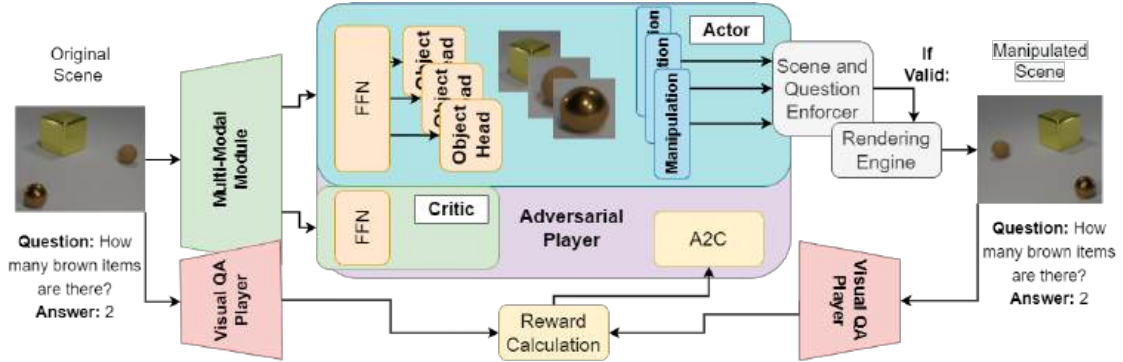 Original
Scene
Question: How
many brown items
are there?
Answer: 2
Multi-Modal
Module
Visual QA
Player
FFN
Object
Head
Object
Head
Object
Head
Actor
Manipulation
FFN
Critic
Adversarial
Player
A2C
Reward
Calculation
Scene and
Question
Enforcer
If
Valid:
Rendering
Engine
Manipulated
Scene
Question: How
many brown items
are there?
Answer: 2
Visual QA
Player